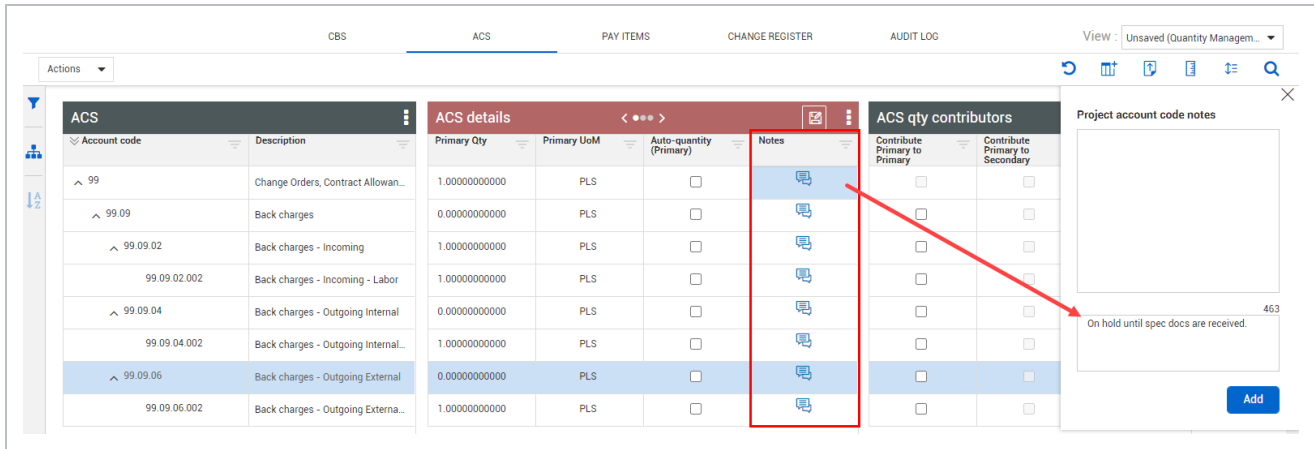 CBS ACS PAY ITEMS CHANGE REGISTER AUDIT LOG View : Unsaved (Quantity Managem...
Actions
ACS ACS details ACS qty contributors
Account code Description Primary Qty Primary UoM Auto-quantity (Primary) Notes Contribute Primary to Primary Contribute Primary to Secondary
99 Change Orders, Contract Allowan... 1.00000000000 PLS
99.09 Back charges 0.00000000000 PLS
99.09.02 Back charges - Incoming 1.00000000000 PLS
99.09.02.002 Back charges - Incoming - Labor 1.00000000000 PLS
99.09.04 Back charges - Outgoing Internal 0.00000000000 PLS
99.09.04.002 Back charges - Outgoing Internal... 1.00000000000 PLS
99.09.06 Back charges - Outgoing External 0.00000000000 PLS
99.09.06.002 Back charges - Outgoing Externa... 1.00000000000 PLS
Project account code notes
463
On hold until spec docs are received.
Add